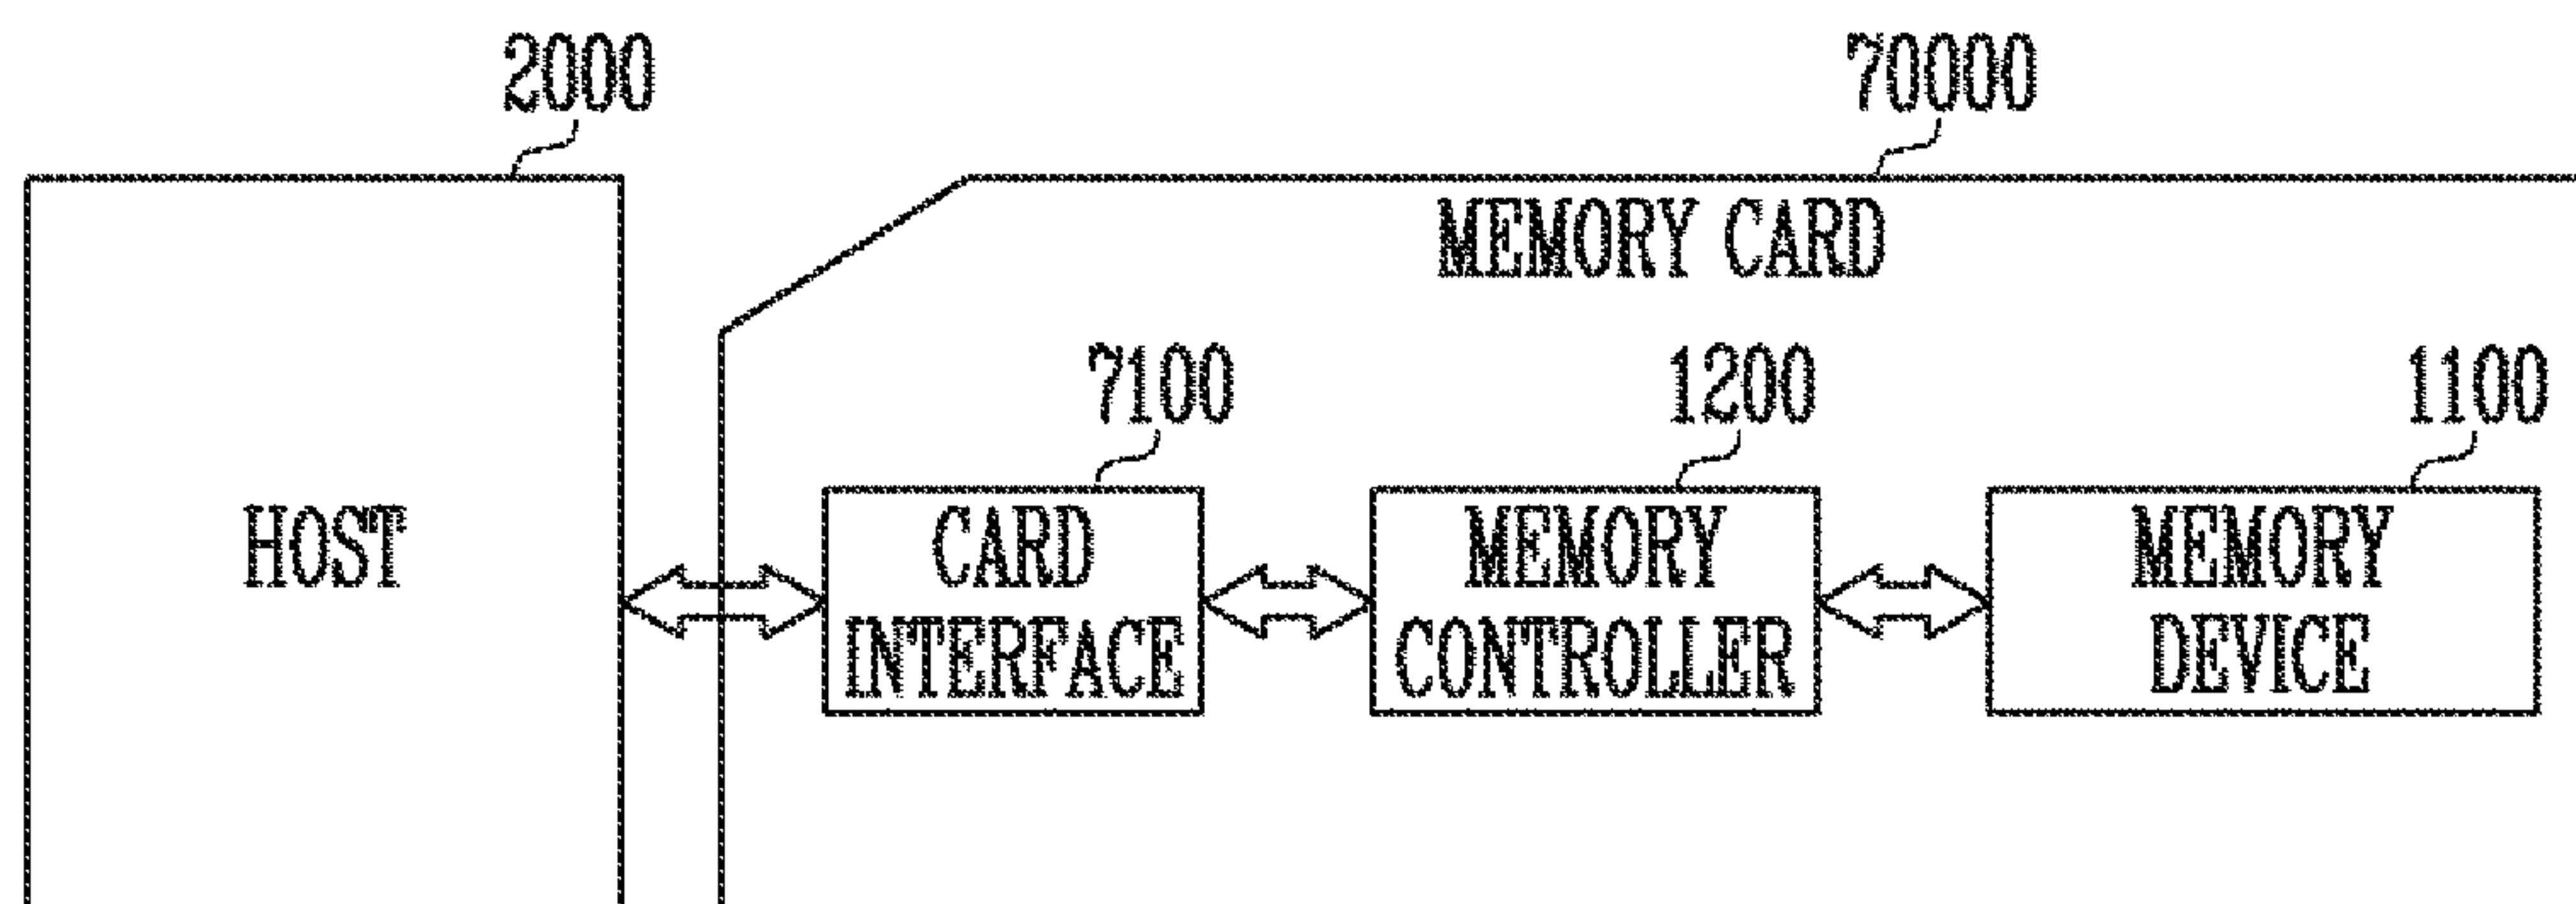 2000
70000
MEMORY CARD
7100
1200
1100
HOST
CARD
INTERFACE
MEMORY
CONTROLLER
MEMORY
DEVICE